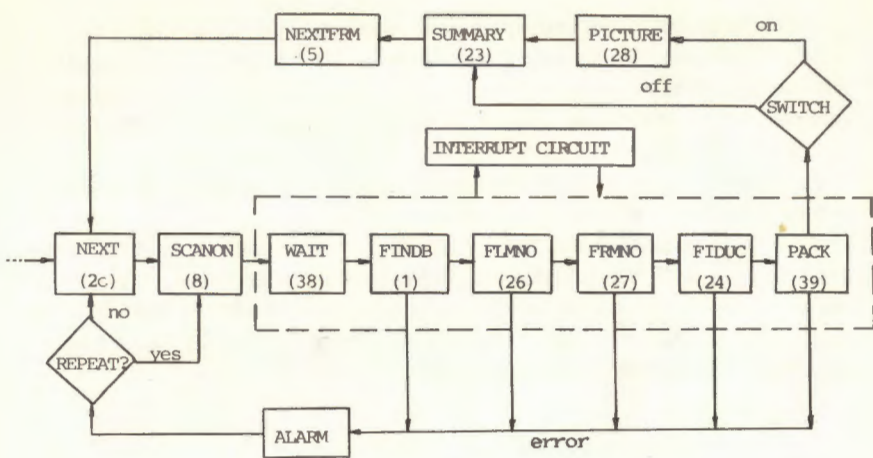 NEXTFRM
(5)
SUMMARY
(23)
PICTURE
(28)
on
off
SWITCH
INTERRUPT CIRCUIT
NEXT
(2c)
SCANON
(8)
WAIT
(38)
FINDB
(1)
FLMNO
(26)
FRMNO
(27)
FIDUC
(24)
PACK
(39)
no
REPEAT?
yes
ALARM
error